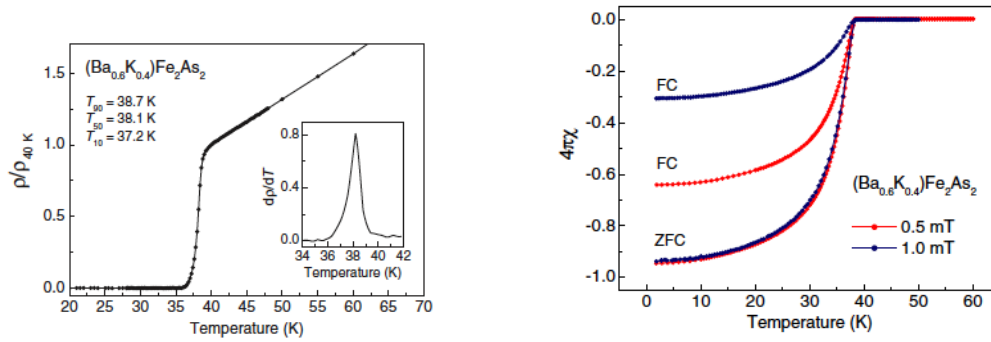 (Ba0.6K0.4)Fe2As2
T90 = 38.7 K
T50 = 38.1 K
T10 = 37.2 K
ρ/ρ40 K
1.5
1.0
0.5
0.0
20 25 30 35 40 45 50 55 60 65 70
Temperature (K)
dρ/dT
0.8
0.4
0.0
34 36 38 40 42
Temperature (K)
4πχ
0.0
-0.2
-0.4
-0.6
-0.8
-1.0
FC
FC
ZFC
(Ba0.6K0.4)Fe2As2
0.5 mT
1.0 mT
0 10 20 30 40 50 60
Temperature (K)